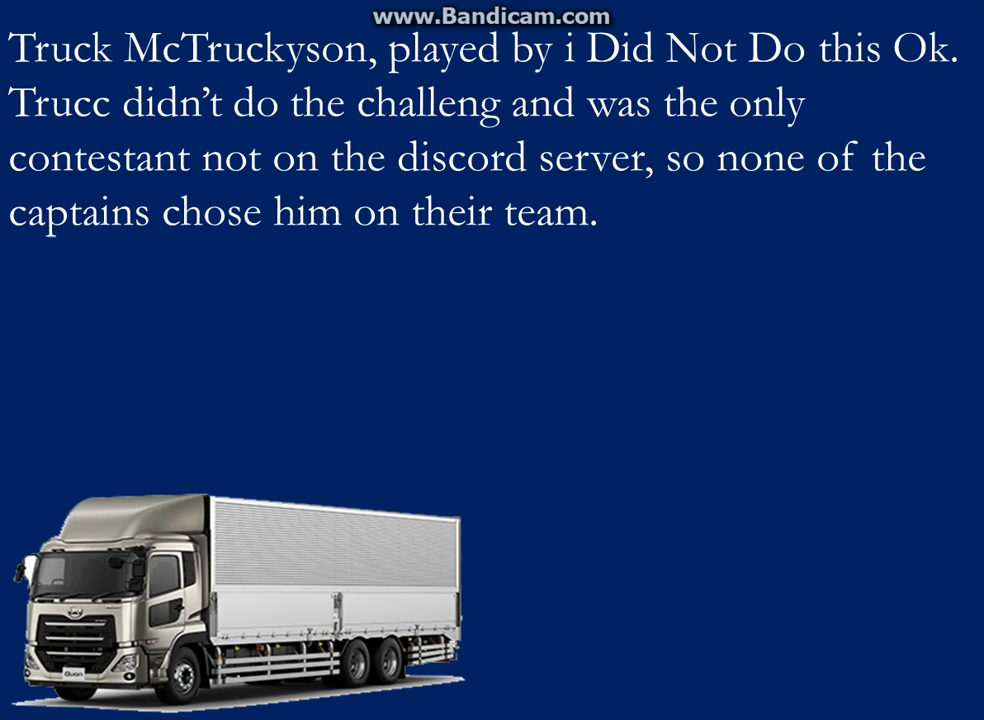 www.Bandicam.com
Truck McTruckyson, played by i Did Not Do this Ok.
Trucc didn’t do the challeng and was the only
contestant not on the discord server, so none of the
captains chose him on their team.
Quon